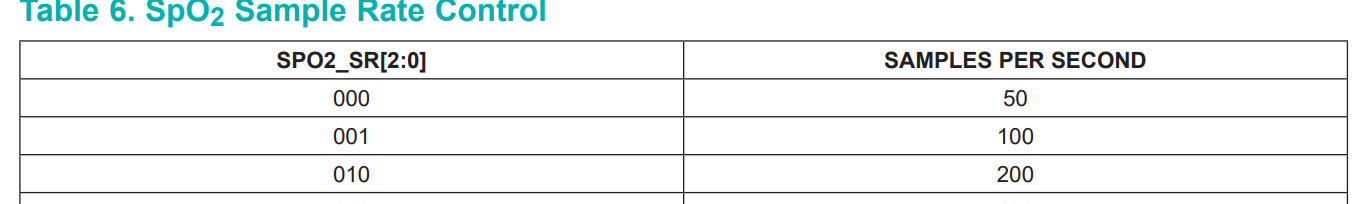 Table 6. SpO2 Sample Rate Control
SPO2_SR[2:0] SAMPLES PER SECOND
000 50
001 100
010 200